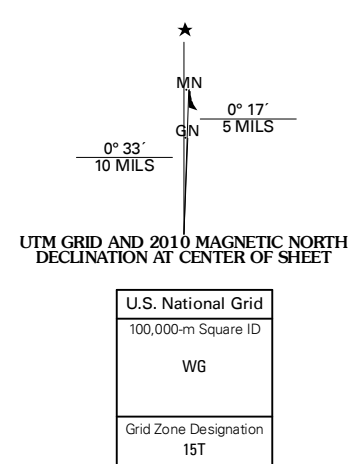 ★
MN
0° 17´
5 MILS
GN
0° 33´
10 MILS
UTM GRID AND 2010 MAGNETIC NORTH
DECLINATION AT CENTER OF SHEET
U.S. National Grid
100,000-m Square ID
WG
Grid Zone Designation
15T